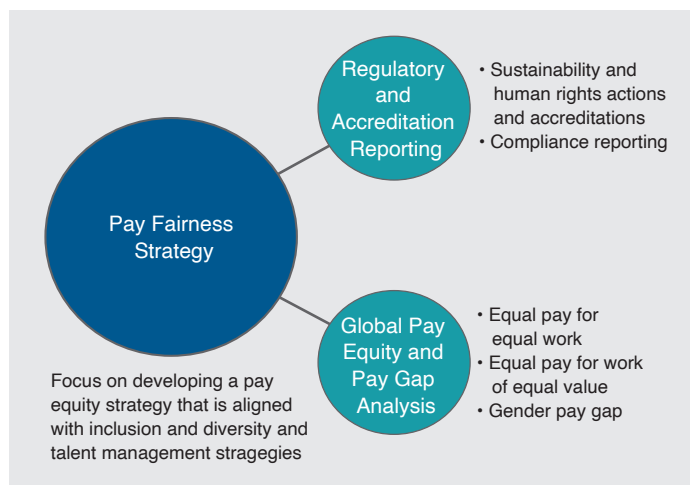 Regulatory
and
Accreditation
Reporting
• Sustainability and
human rights actions
and accreditations
• Compliance reporting
Pay Fairness
Strategy
Focus on developing a pay
equity strategy that is aligned
with inclusion and diversity and
talent management stragegies
Global Pay
Equity and
Pay Gap
Analysis
• Equal pay for
equal work
• Equal pay for work
of equal value
• Gender pay gap